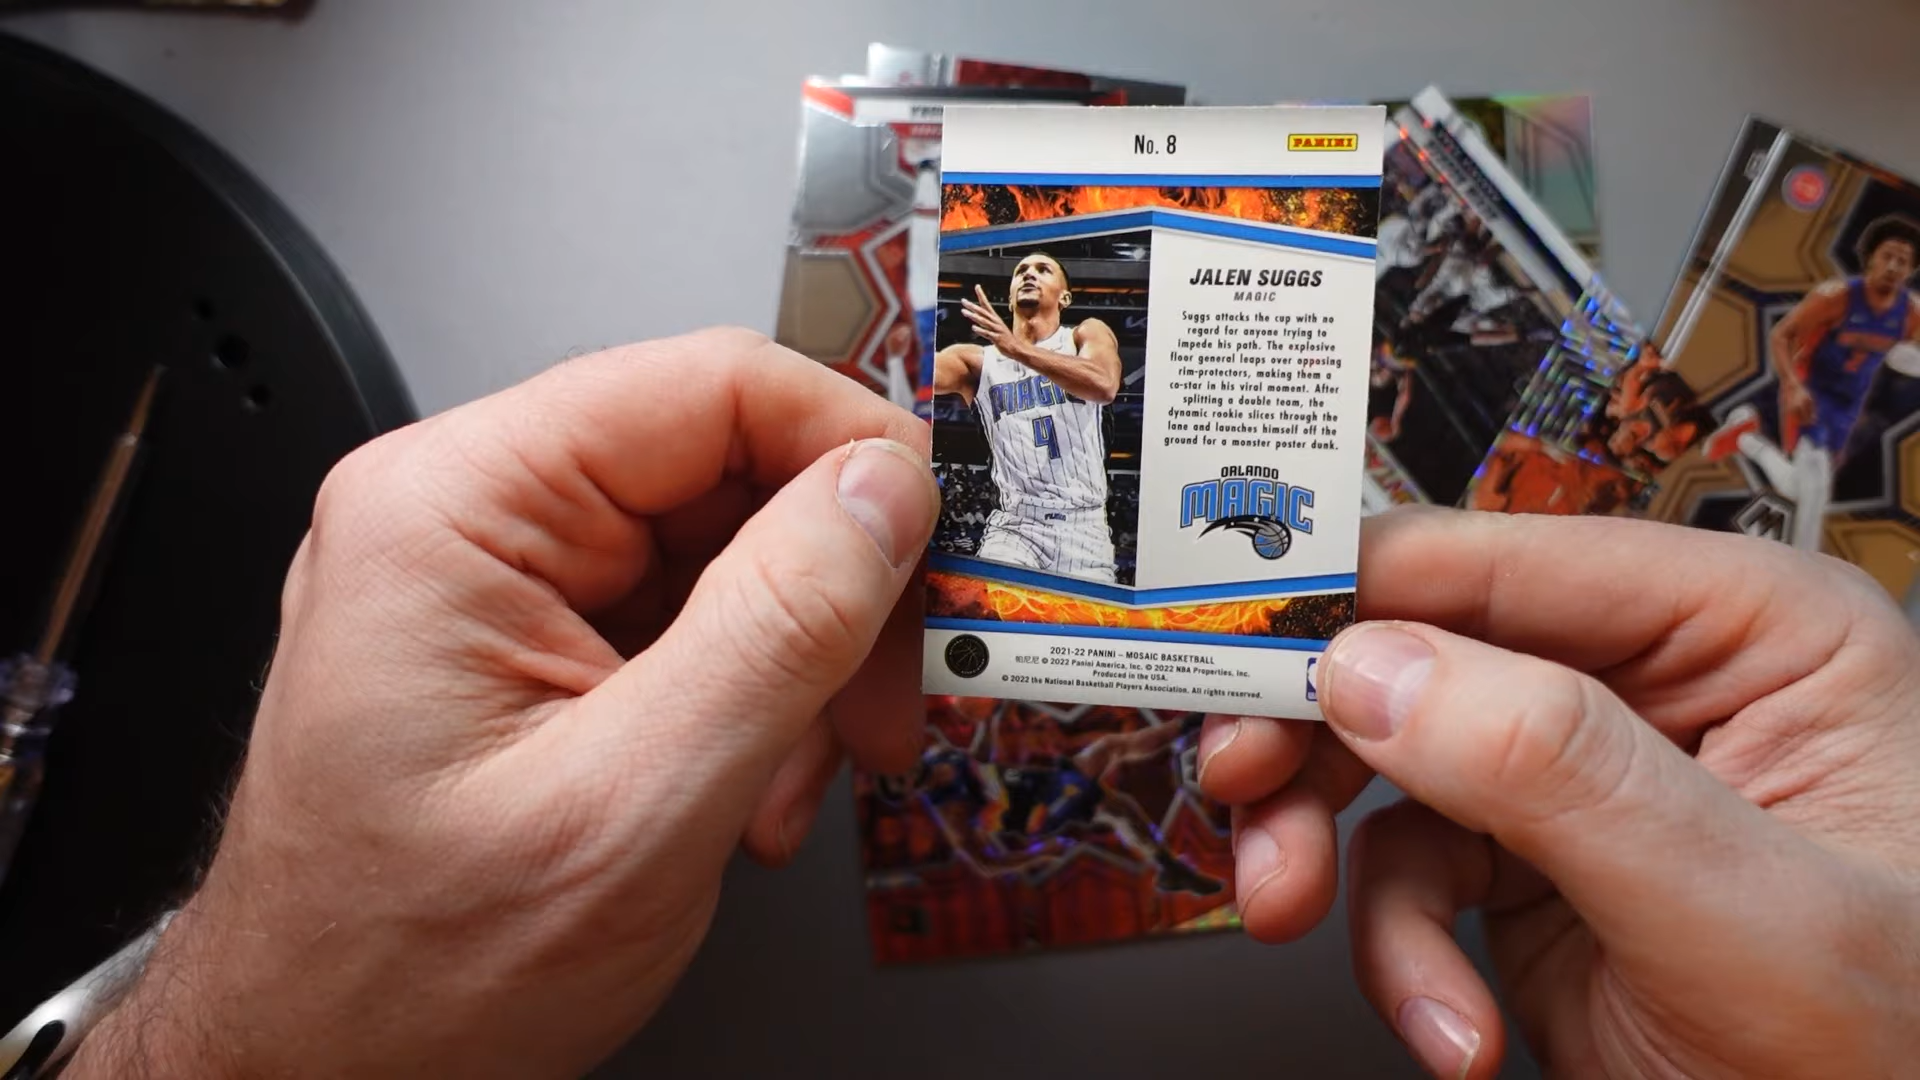 No. 8
PANINI
JALEN SUGGS
MAGIC
Suggs attacks the cup with no
regard for anyone trying to
impede his path. The explosive
floor general leaps over opposing
rim-protectors, making them a
co-star in his viral moment. After
splitting a double team, the
dynamic rookie slices through the
lane and launches himself off the
ground for a monster poster dunk.
MAGIC
4
ORLANDO
MAGIC
2021-22 PANINI – MOSAIC BASKETBALL
帕尼尼 © 2022 Panini America, Inc. © 2022 NBA Properties, Inc.
Produced in the USA.
© 2022 the National Basketball Players Association. All rights reserved.